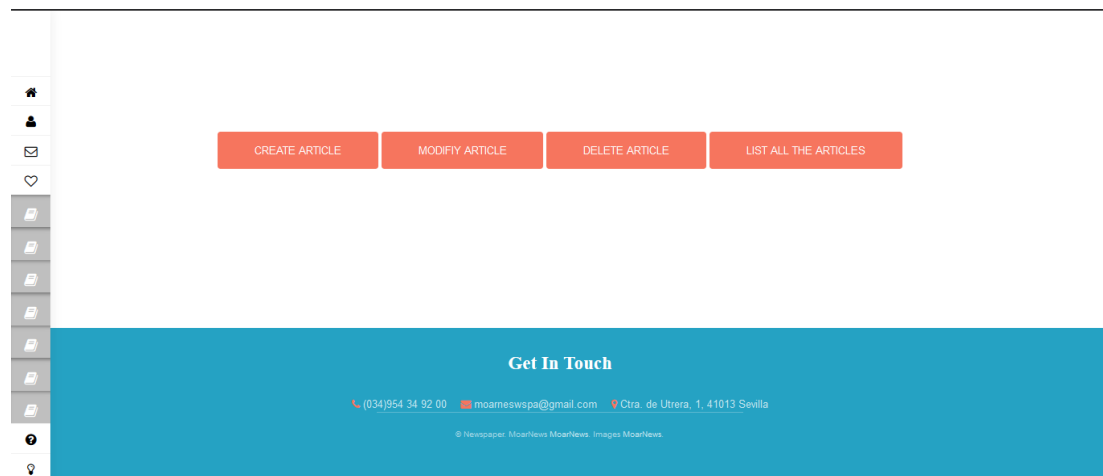 CREATE ARTICLE MODIFIY ARTICLE DELETE ARTICLE LIST ALL THE ARTICLES
Get In Touch
(034)954 34 92 00 moarneswspa@gmail.com Ctra. de Utrera, 1, 41013 Sevilla
© Newspaper. MoarNews MoarNews. Images MoarNews.